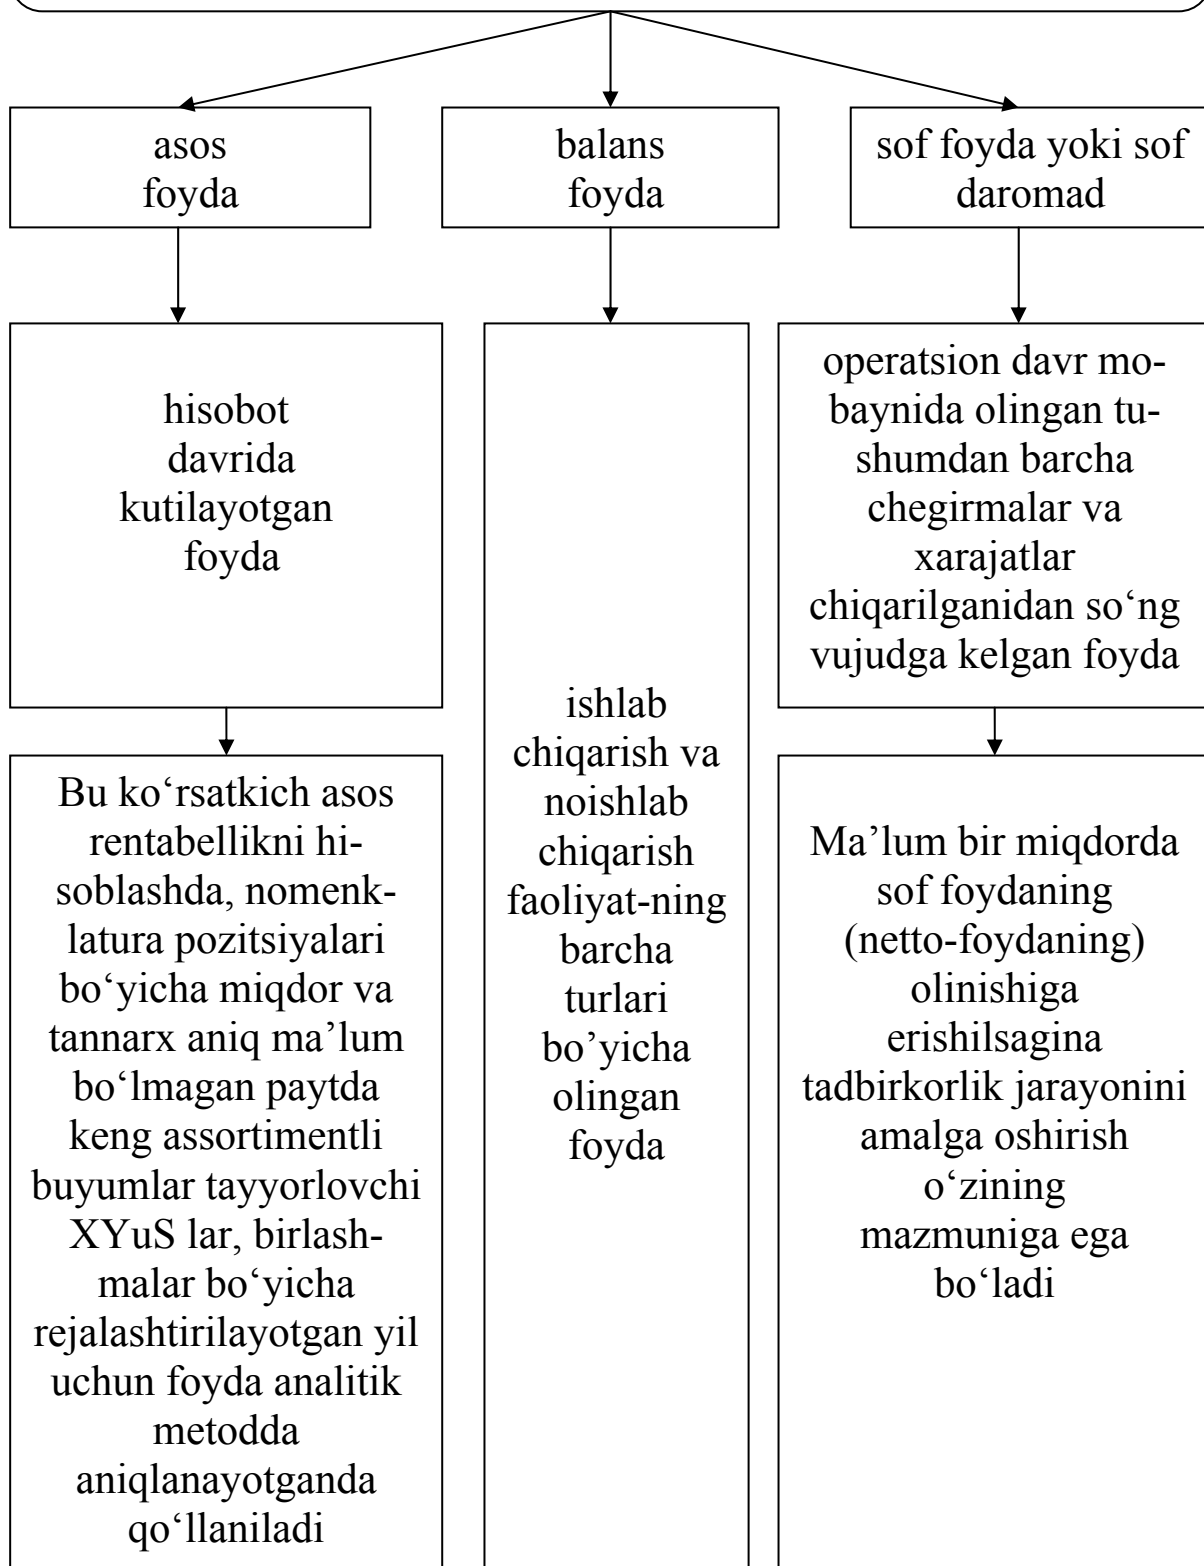 asos
foyda
balans
foyda
sof foyda yoki sof
daromad
hisobot
davrida
kutilayotgan
foyda
ishlab
chiqarish va
noishlab
chiqarish
faoliyat-ning
barcha
turlari
bo’yicha
olingan
foyda
operatsion davr mo-
baynida olingan tu-
shumdan barcha
chegirmalar va
xarajatlar
chiqarilganidan so‘ng
vujudga kelgan foyda
Bu ko‘rsatkich asos
rentabellikni hi-
soblashda, nomenk-
latura pozitsiyalari
bo‘yicha miqdor va
tannarx aniq ma’lum
bo‘lmagan paytda
keng assortimentli
buyumlar tayyorlovchi
XYuS lar, birlash-
malar bo‘yicha
rejalashtirilayotgan yil
uchun foyda analitik
metodda
aniqlanayotganda
qo‘llaniladi
Ma’lum bir miqdorda
sof foydaning
(netto-foydaning)
olinishiga
erishilsagina
tadbirkorlik jarayonini
amalga oshirish
o‘zining
mazmuniga ega
bo‘ladi